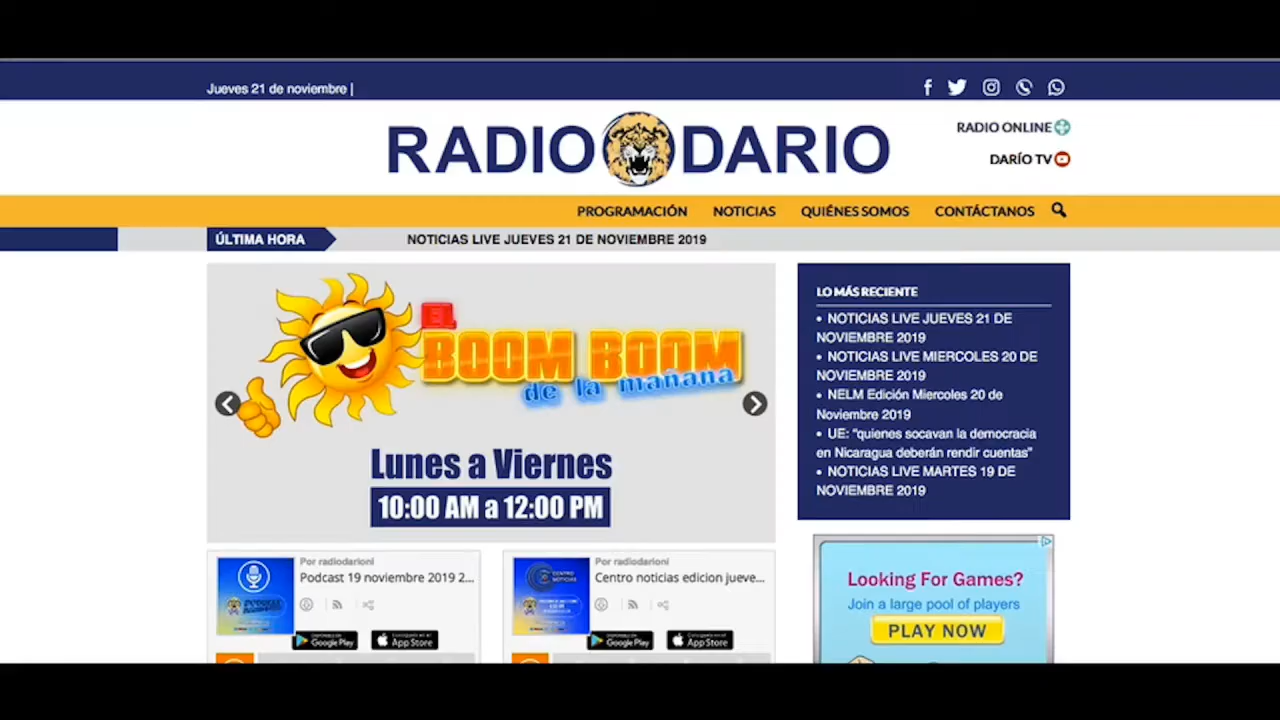 Jueves 21 de noviembre |
RADIO DARIO
RADIO ONLINE
DARÍO TV
PROGRAMACIÓN NOTICIAS QUIÉNES SOMOS CONTÁCTANOS
ÚLTIMA HORA NOTICIAS LIVE JUEVES 21 DE NOVIEMBRE 2019
EL
BOOM BOOM
de la mañana
Lunes a Viernes
10:00 AM a 12:00 PM
LO MÁS RECIENTE
• NOTICIAS LIVE JUEVES 21 DE
NOVIEMBRE 2019
• NOTICIAS LIVE MIERCOLES 20 DE
NOVIEMBRE 2019
• NELM Edición Miercoles 20 de
Noviembre 2019
• UE: “quienes socavan la democracia
en Nicaragua deberán rendir cuentas”
• NOTICIAS LIVE MARTES 19 DE
NOVIEMBRE 2019
Por radiodarioni
Podcast 19 noviembre 2019 2...
Google Play
App Store
Por radiodarioni
Centro noticias edicion jueve...
CENTRO
NOTICIAS
Google Play
App Store
Looking For Games?
Join a large pool of players
PLAY NOW